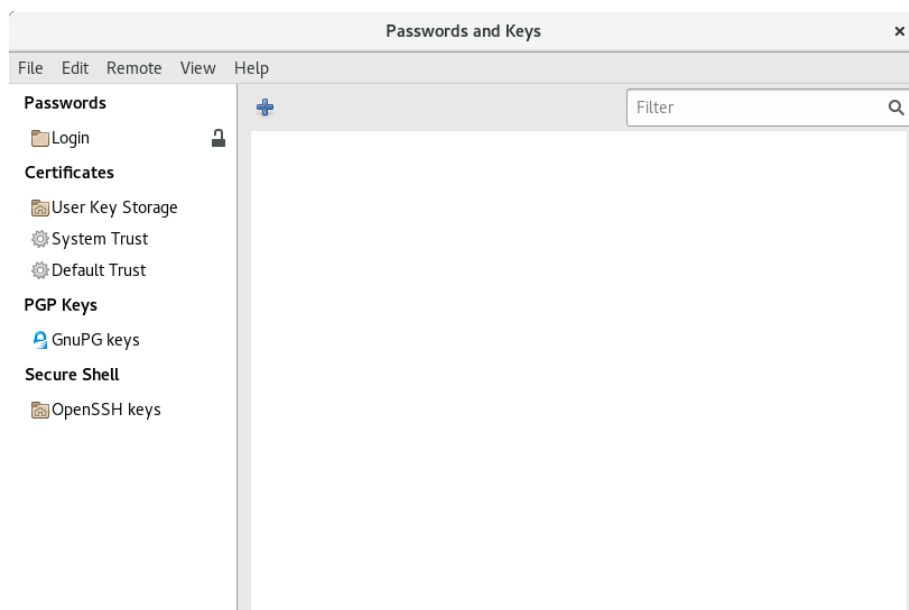 Passwords and Keys
File Edit Remote View Help
Passwords
Filter
Login
Certificates
User Key Storage
System Trust
Default Trust
PGP Keys
GnuPG keys
Secure Shell
OpenSSH keys